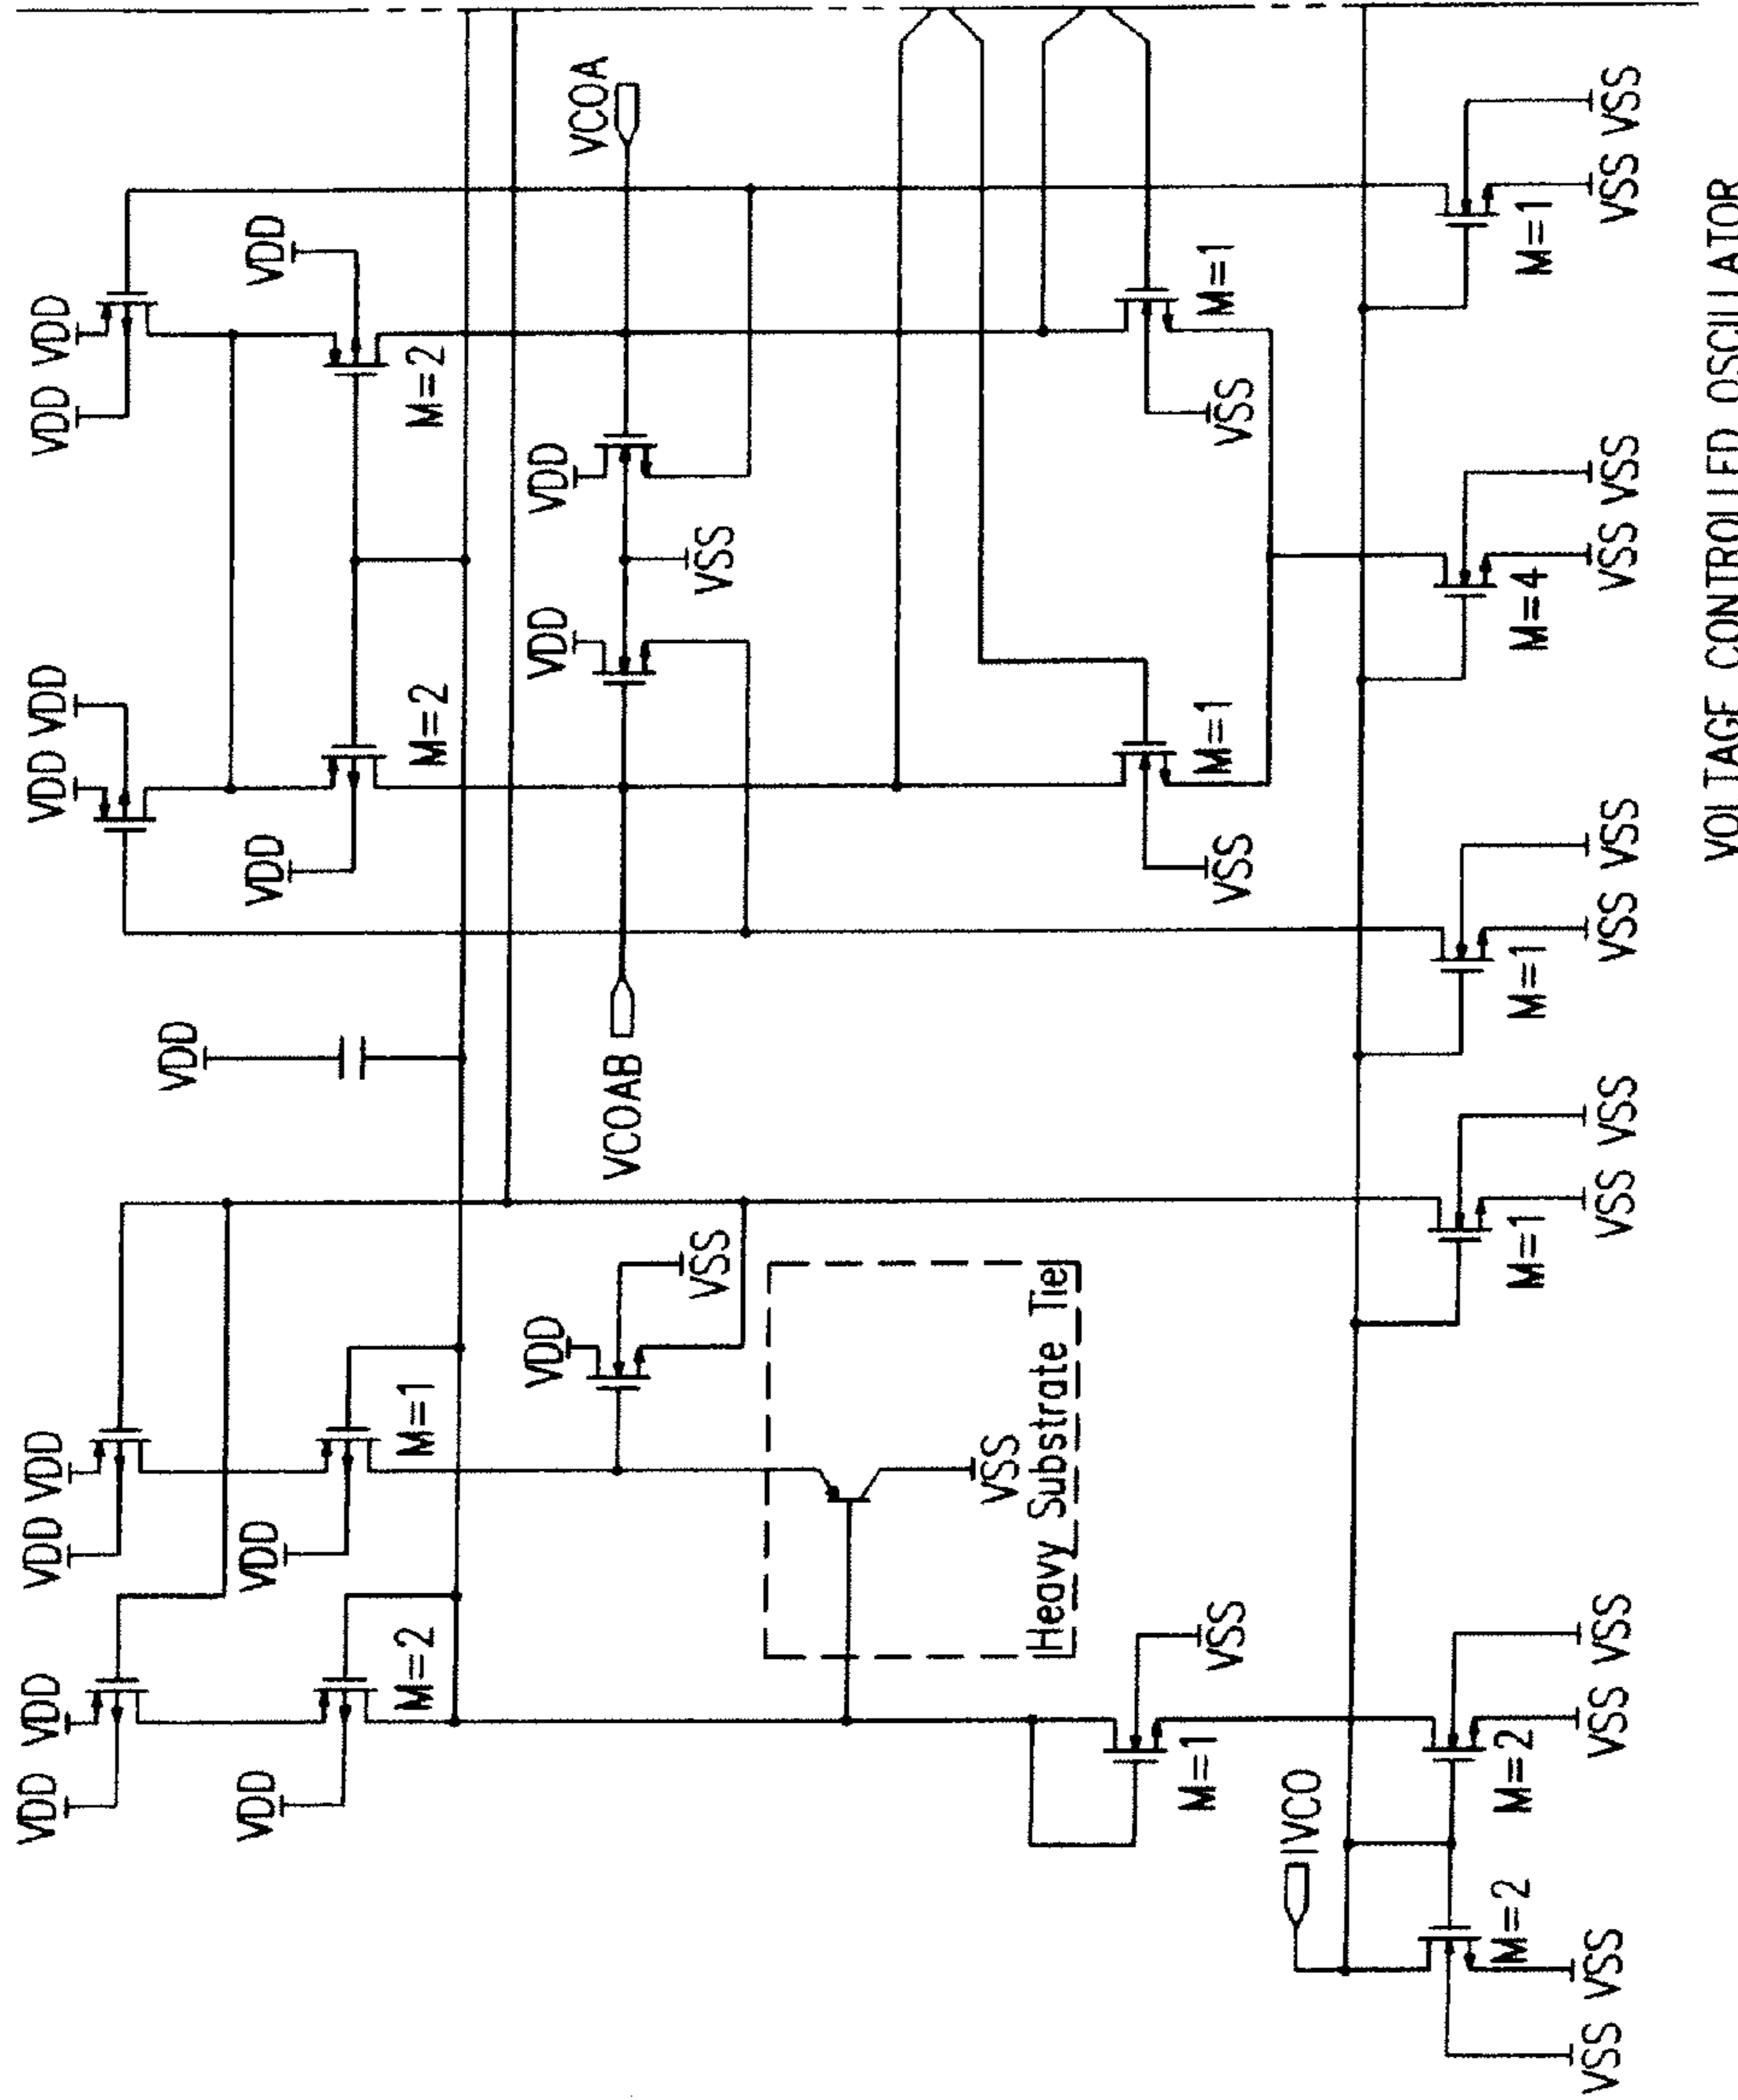 VDD
VDD
VDD
VDD
VDD
VDD
VDD
VDD
VDD
VDD
VDD
VDD
VDD
M=2
M=1
M=2
M=2
VDD
VDD
VDD
VCOA
VCOAB
VSS
VSS
VSS
Heavy Substrate Tie
M=1
VSS
VSS
M=1
VSS
M=1
IVCO
M=2
M=2
M=1
M=1
M=4
M=1
VSS
VSS
VSS
VSS
VSS
VSS
VSS
VSS
VSS
VSS
VSS
VSS
VOLTAGE CONTROLLED OSCILLATOR